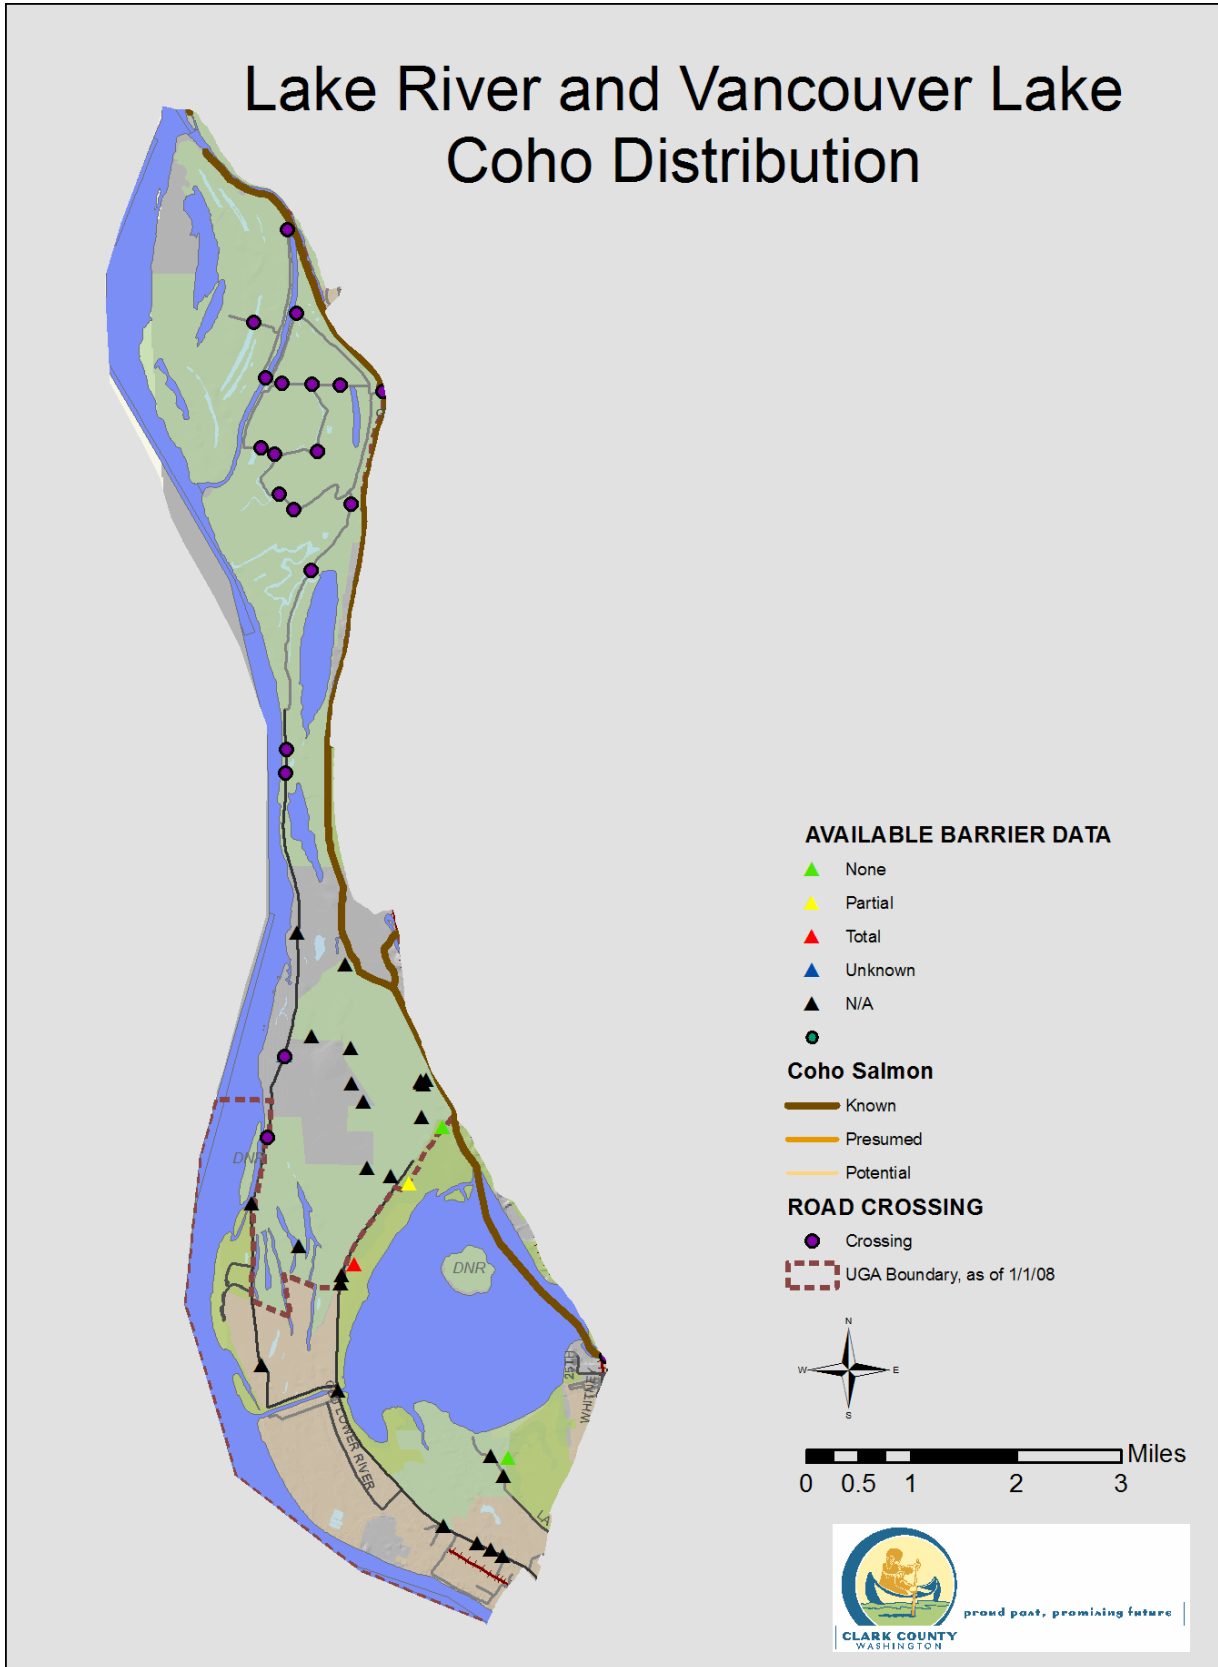 Lake River and Vancouver Lake
Coho Distribution
AVAILABLE BARRIER DATA
None
Partial
Total
Unknown
N/A
Coho Salmon
Known
Presumed
Potential
ROAD CROSSING
Crossing
UGA Boundary, as of 1/1/08
DNR
DNR
25TH
WHITNEY
LOWER RIVER
LA
N
W
E
S
Miles
0 0.5 1 2 3
proud past, promising future
CLARK COUNTY
WASHINGTON